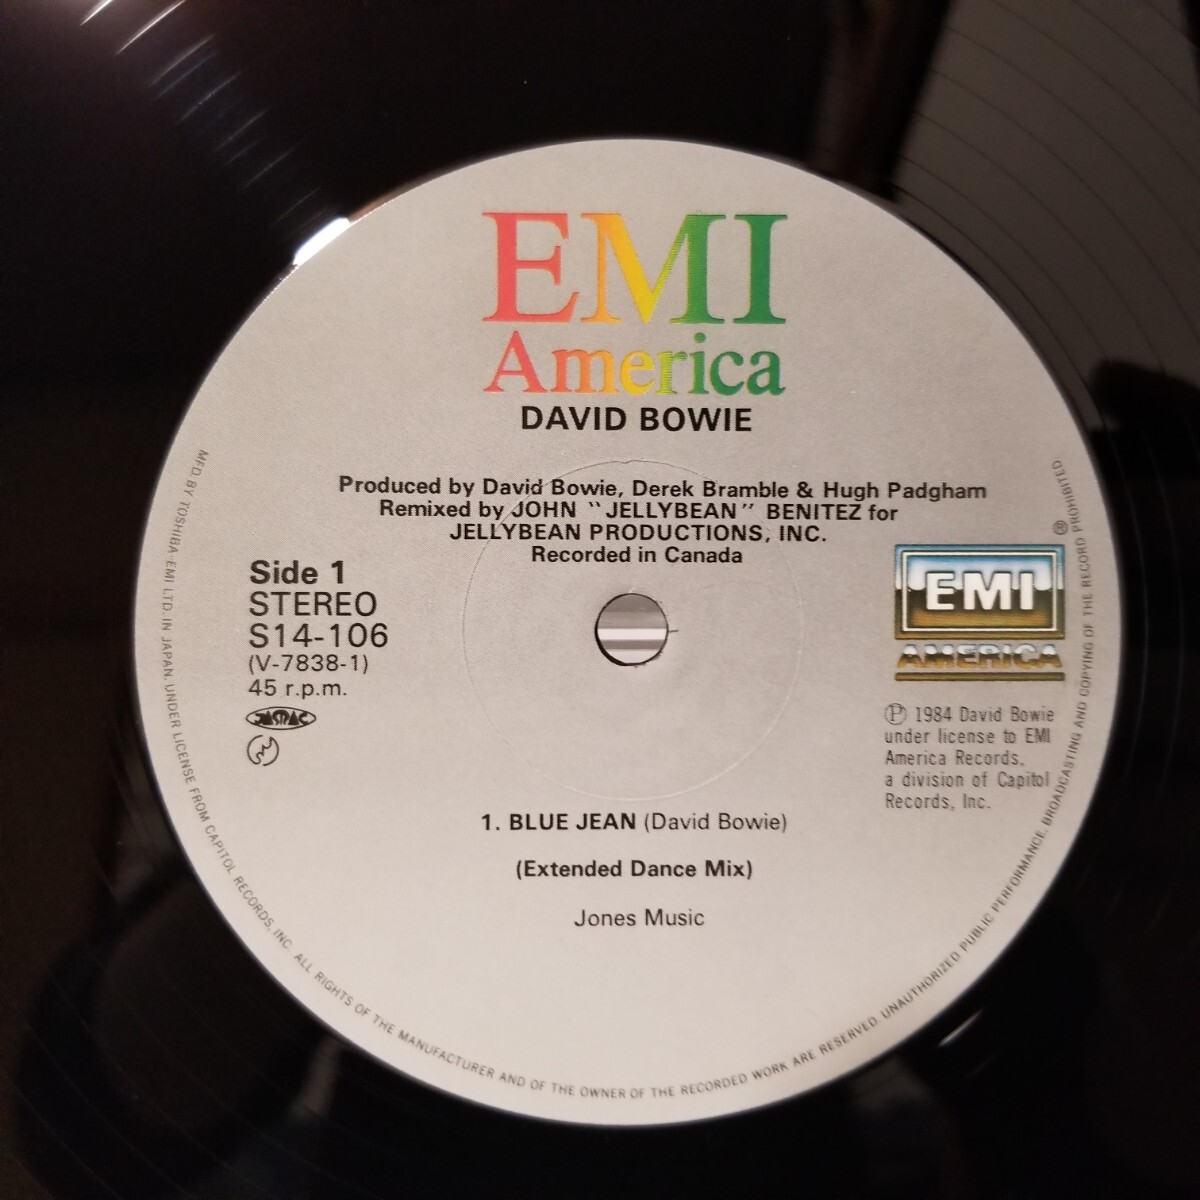 EMI
America
DAVID BOWIE
Produced by David Bowie, Derek Bramble & Hugh Padgham
Remixed by JOHN "JELLYBEAN" BENITEZ for
JELLYBEAN PRODUCTIONS, INC.
Recorded in Canada
Side 1
STEREO
S14-106
(V-7838-1)
45 r.p.m.
JASRAC
EMI
AMERICA
Ⓟ 1984 David Bowie
under license to EMI
America Records,
a division of Capitol
Records, Inc.
1. BLUE JEAN (David Bowie)
(Extended Dance Mix)
Jones Music
MFD. BY TOSHIBA-EMI LTD. IN JAPAN. UNDER LICENSE FROM CAPITOL RECORDS, INC. ALL RIGHTS OF THE MANUFACTURER AND OF THE OWNER OF THE RECORDED WORK ARE RESERVED. UNAUTHORIZED PUBLIC PERFORMANCE, BROADCASTING AND COPYING OF THE RECORD PROHIBITED. ®